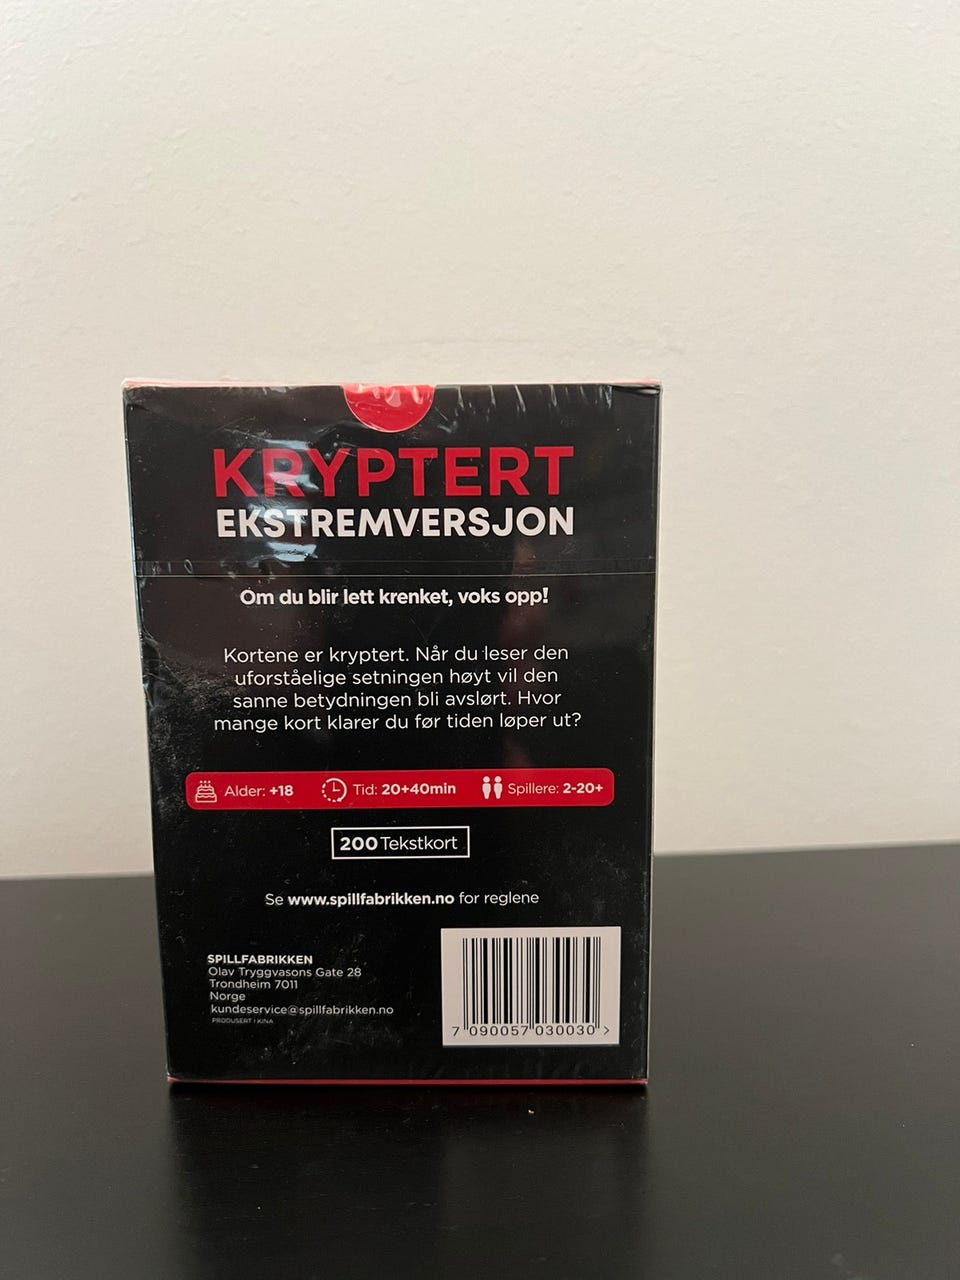 KRYPTERT
EKSTREMVERSJON
Om du blir lett krenket, voks opp!
Kortene er kryptert. Når du leser den
uforståelige setningen høyt vil den
sanne betydningen bli avslørt. Hvor
mange kort klarer du før tiden løper ut?
Alder: +18 Tid: 20+40min Spillere: 2-20+
200 Tekstkort
Se www.spillfabrikken.no for reglene
SPILLFABRIKKEN
Olav Tryggvasons Gate 28
Trondheim 7011
Norge
kundeservice@spillfabrikken.no
PRODUSERT I KINA
7 090057 030030 >